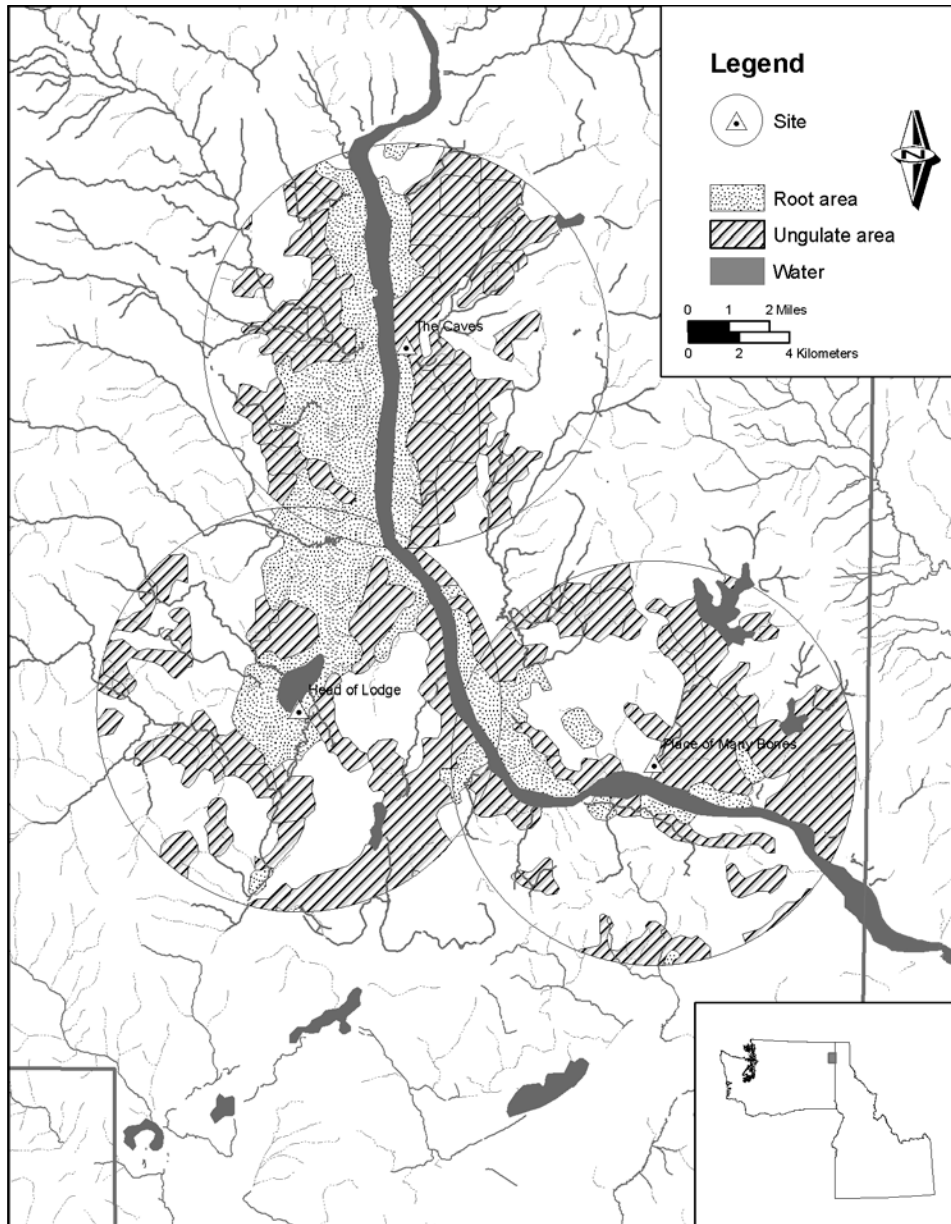 Legend
Site
N
Root area
Ungulate area
Water
0 1 2 Miles
0 2 4 Kilometers
The Caves
Head of Lodge
Place of Many Bones